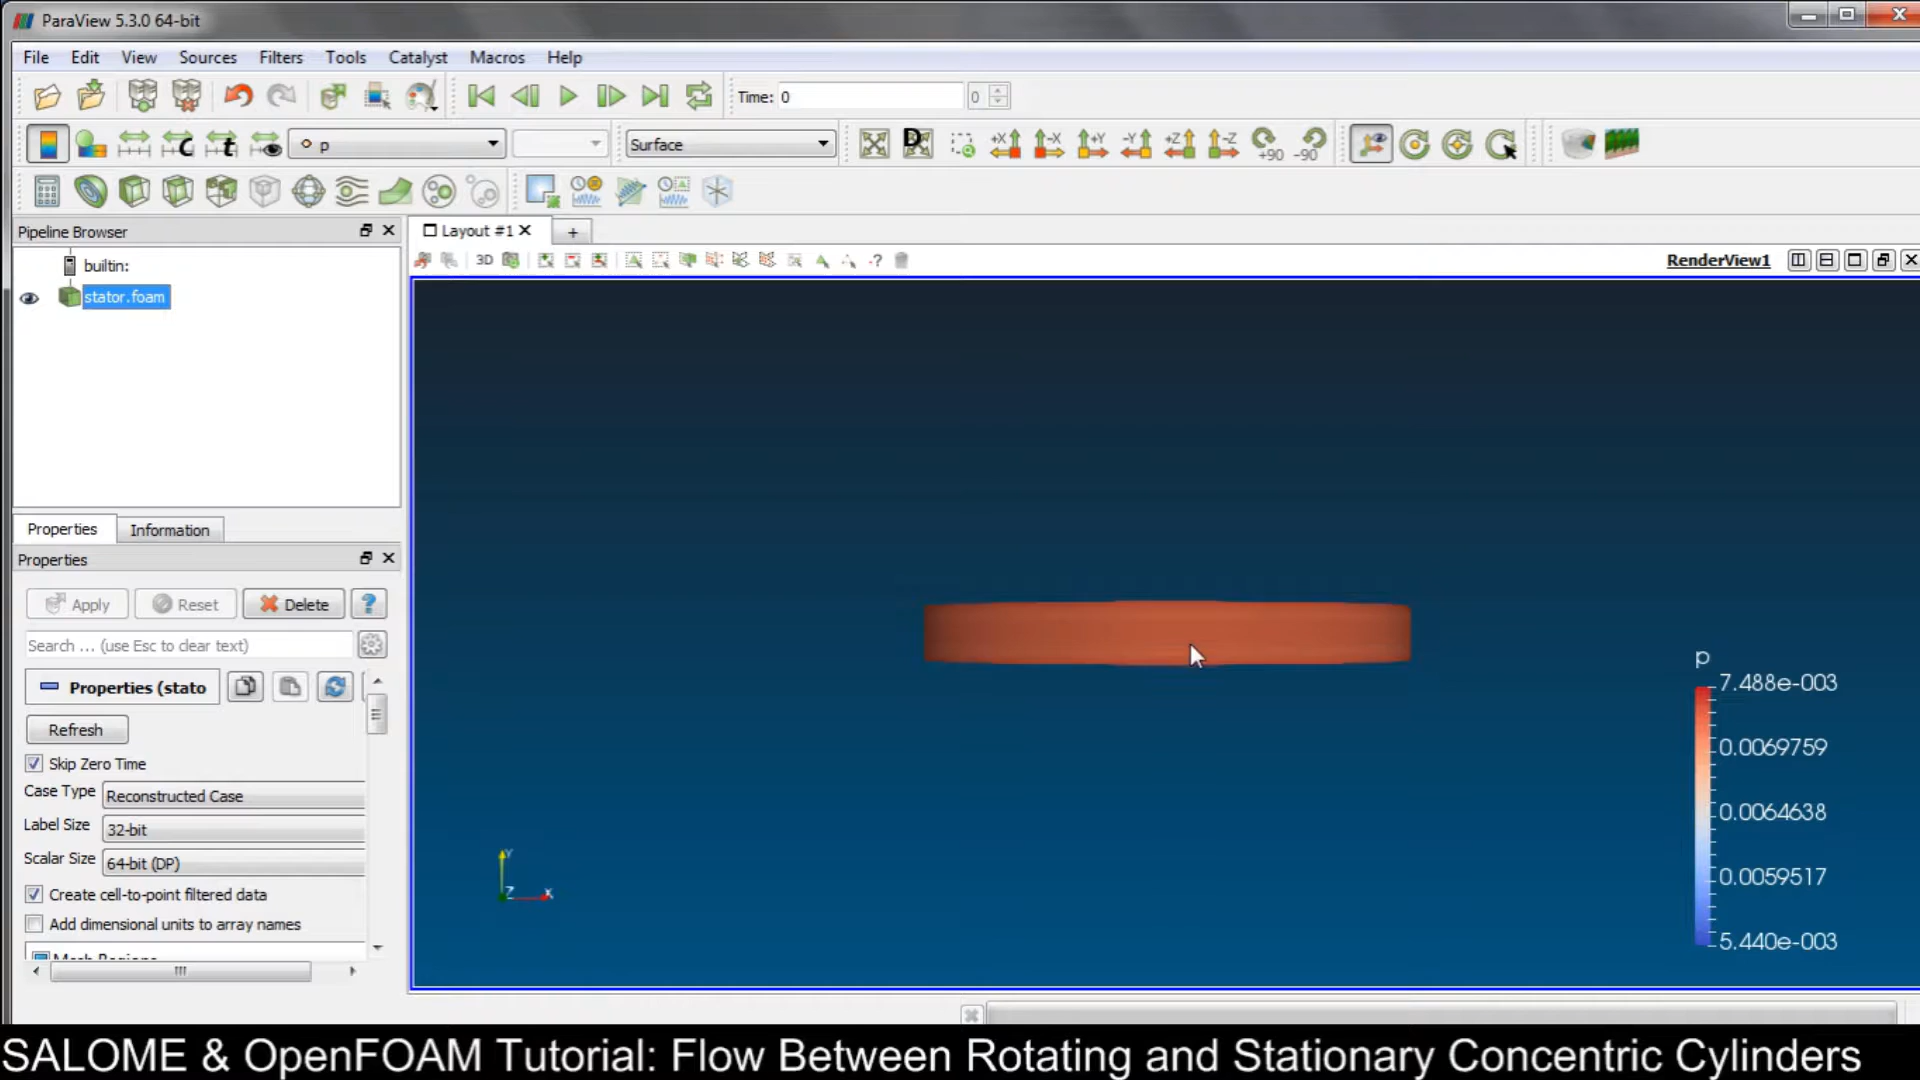 ParaView 5.3.0 64-bit
File Edit View Sources Filters Tools Catalyst Macros Help
Time: 0 0
C t p Surface D +X -X +Y -Y +Z -Z +90 -90
Pipeline Browser Layout #1 +
3D ? RenderView1
builtin:
stator.foam
Properties Information
Properties
Apply Reset Delete ?
Search ... (use Esc to clear text)
Properties (stato
Refresh
Skip Zero Time
Case Type Reconstructed Case
Label Size 32-bit
Scalar Size 64-bit (DP)
Create cell-to-point filtered data
Add dimensional units to array names
Mesh Regions
Y
Z X
p
7.488e-003
0.0069759
0.0064638
0.0059517
5.440e-003
SALOME & OpenFOAM Tutorial: Flow Between Rotating and Stationary Concentric Cylinders